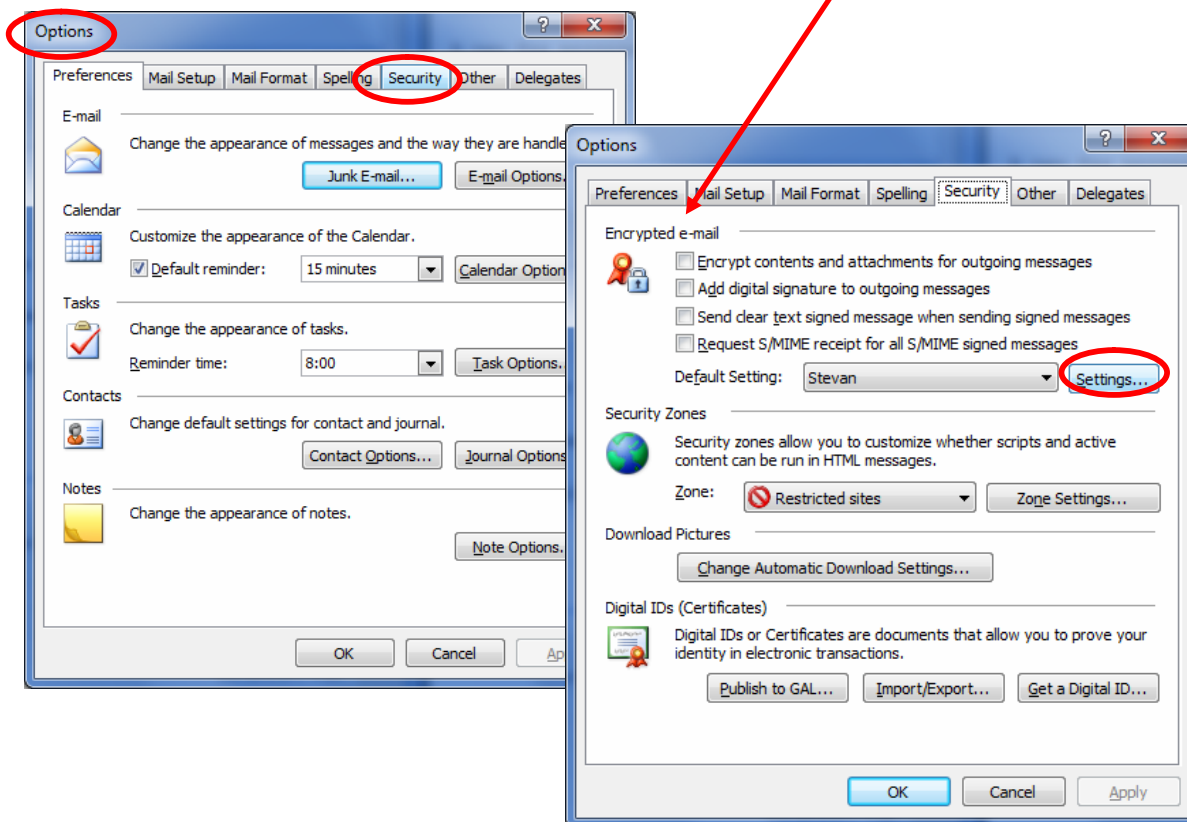 Options
Preferences Mail Setup Mail Format Spelling Security Other Delegates
E-mail
Change the appearance of messages and the way they are handle
Junk E-mail... E-mail Options.
Calendar
Customize the appearance of the Calendar.
Default reminder: 15 minutes Calendar Option
Tasks
Change the appearance of tasks.
Reminder time: 8:00 Task Options.
Contacts
Change default settings for contact and journal.
Contact Options... Journal Options
Notes
Change the appearance of notes.
Note Options.
OK Cancel Ap
Options
Preferences Mail Setup Mail Format Spelling Security Other Delegates
Encrypted e-mail
Encrypt contents and attachments for outgoing messages
Add digital signature to outgoing messages
Send clear text signed message when sending signed messages
Request S/MIME receipt for all S/MIME signed messages
Default Setting: Stevan Settings...
Security Zones
Security zones allow you to customize whether scripts and active
content can be run in HTML messages.
Zone: Restricted sites Zone Settings...
Download Pictures
Change Automatic Download Settings...
Digital IDs (Certificates)
Digital IDs or Certificates are documents that allow you to prove your
identity in electronic transactions.
Publish to GAL... Import/Export... Get a Digital ID...
OK Cancel Apply